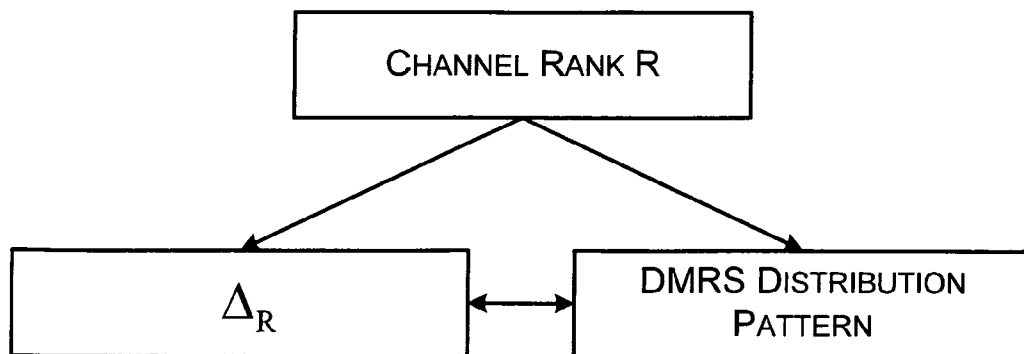 CHANNEL RANK R
ΔR
DMRS DISTRIBUTION
PATTERN